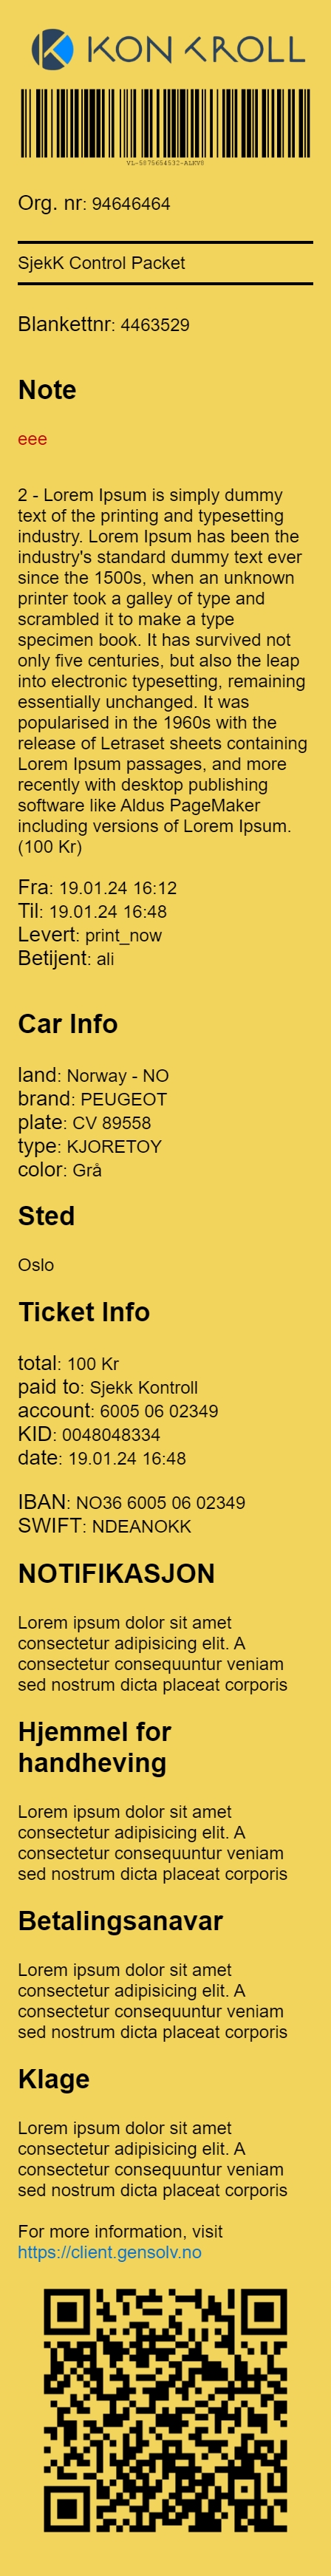 KONTROLL
VL-5875654532-ALKV0
Org. nr: 94646464
SjekK Control Packet
Blankettnr: 4463529
Note
eee
2 - Lorem Ipsum is simply dummy
text of the printing and typesetting
industry. Lorem Ipsum has been the
industry's standard dummy text ever
since the 1500s, when an unknown
printer took a galley of type and
scrambled it to make a type
specimen book. It has survived not
only five centuries, but also the leap
into electronic typesetting, remaining
essentially unchanged. It was
popularised in the 1960s with the
release of Letraset sheets containing
Lorem Ipsum passages, and more
recently with desktop publishing
software like Aldus PageMaker
including versions of Lorem Ipsum.
(100 Kr)
Fra: 19.01.24 16:12
Til: 19.01.24 16:48
Levert: print_now
Betijent: ali
Car Info
land: Norway - NO
brand: PEUGEOT
plate: CV 89558
type: KJORETOY
color: Grå
Sted
Oslo
Ticket Info
total: 100 Kr
paid to: Sjekk Kontroll
account: 6005 06 02349
KID: 0048048334
date: 19.01.24 16:48
IBAN: NO36 6005 06 02349
SWIFT: NDEANOKK
NOTIFIKASJON
Lorem ipsum dolor sit amet
consectetur adipisicing elit. A
consectetur consequuntur veniam
sed nostrum dicta placeat corporis
Hjemmel for
handheving
Lorem ipsum dolor sit amet
consectetur adipisicing elit. A
consectetur consequuntur veniam
sed nostrum dicta placeat corporis
Betalingsanavar
Lorem ipsum dolor sit amet
consectetur adipisicing elit. A
consectetur consequuntur veniam
sed nostrum dicta placeat corporis
Klage
Lorem ipsum dolor sit amet
consectetur adipisicing elit. A
consectetur consequuntur veniam
sed nostrum dicta placeat corporis
For more information, visit
https://client.gensolv.no